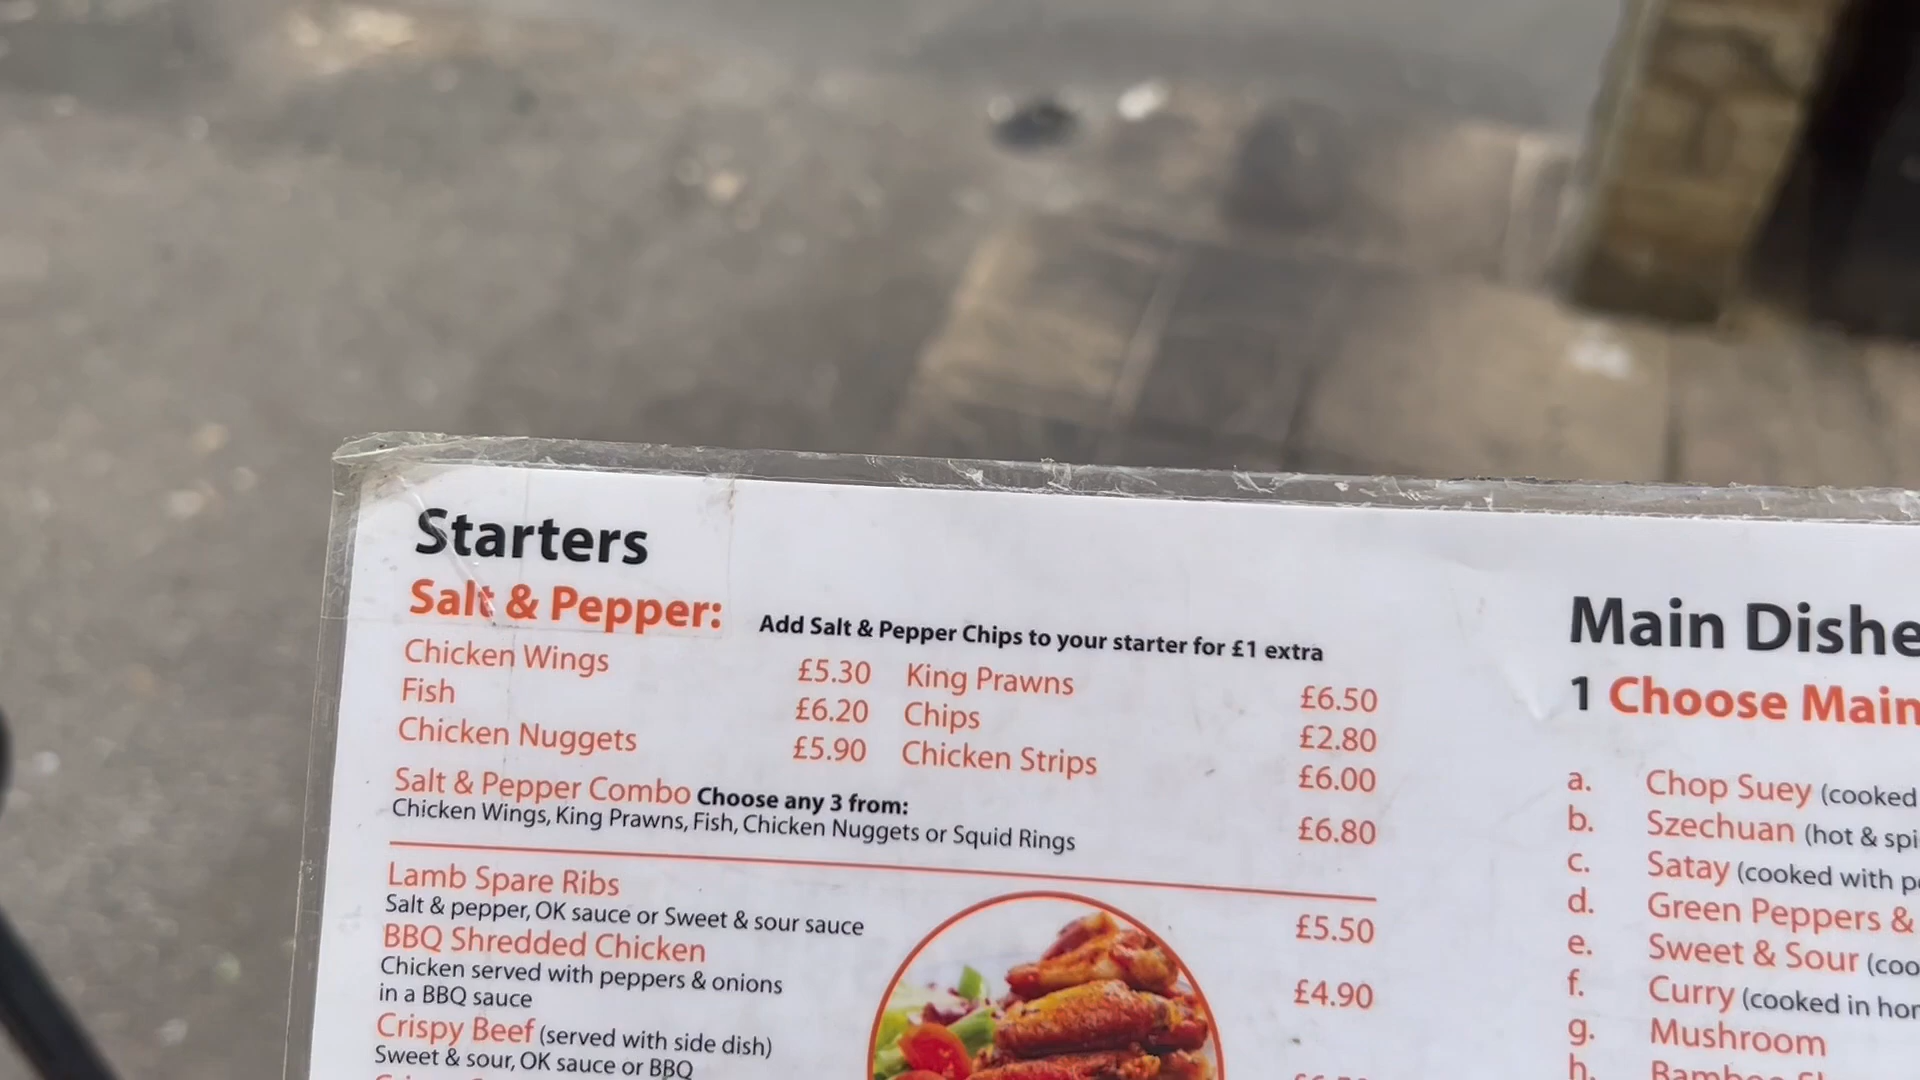 Starters
Salt & Pepper: Add Salt & Pepper Chips to your starter for £1 extra
Chicken Wings £5.30 King Prawns £6.50
Fish £6.20 Chips £2.80
Chicken Nuggets £5.90 Chicken Strips £6.00
Salt & Pepper Combo Choose any 3 from:
Chicken Wings, King Prawns, Fish, Chicken Nuggets or Squid Rings £6.80
Lamb Spare Ribs
Salt & pepper, OK sauce or Sweet & sour sauce £5.50
BBQ Shredded Chicken
Chicken served with peppers & onions £4.90
in a BBQ sauce
Crispy Beef (served with side dish)
Sweet & sour, OK sauce or BBQ
Main Dishe
1 Choose Main
a. Chop Suey (cooked
b. Szechuan (hot & spi
c. Satay (cooked with p
d. Green Peppers &
e. Sweet & Sour (coo
f. Curry (cooked in hor
g. Mushroom
h.